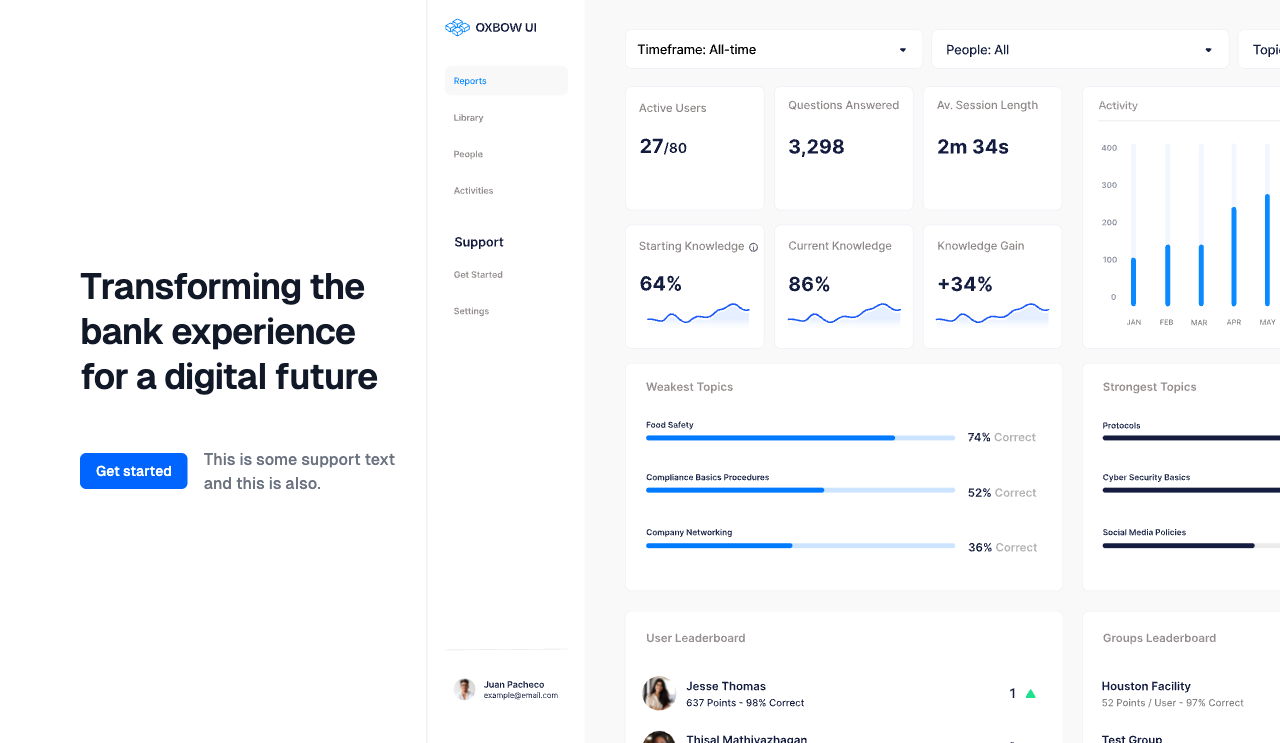 Transforming the
bank experience
for a digital future
Get started
This is some support text
and this is also.
OXBOW UI
Reports
Library
People
Activities
Support
Get Started
Settings
Juan Pacheco
example@email.com
Timeframe: All-time
People: All
Active Users
27/80
Questions Answered
3,298
Av. Session Length
2m 34s
Starting Knowledge
64%
Current Knowledge
86%
Knowledge Gain
+34%
Activity
400
300
200
100
0
JAN FEB MAR APR MAY
Weakest Topics
Food Safety
74% Correct
Compliance Basics Procedures
52% Correct
Company Networking
36% Correct
Strongest Topics
Protocols
Cyber Security Basics
Social Media Policies
User Leaderboard
Jesse Thomas
637 Points - 98% Correct
1
Thisal Mathiyazhagan
Groups Leaderboard
Houston Facility
52 Points / User - 97% Correct
Test Group